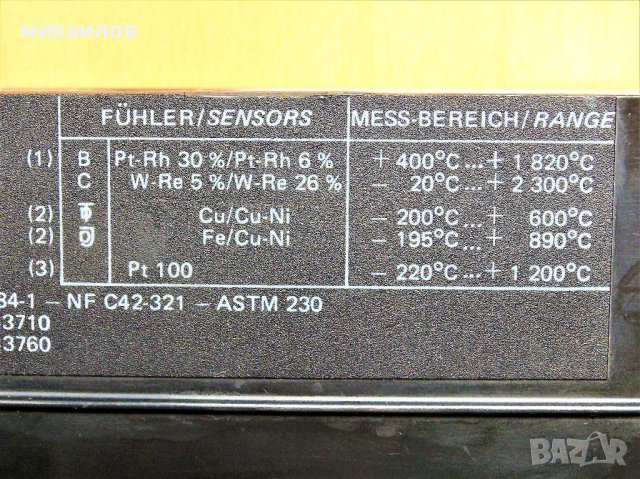 михвилов
FÜHLER/SENSORS MESS-BEREICH/RANGE
(1) B Pt-Rh 30 %/Pt-Rh 6 % + 400°C...+ 1 820°C
C W-Re 5 %/W-Re 26 % – 20°C...+ 2 300°C
(2) Cu/Cu-Ni – 200°C...+ 600°C
(2) Fe/Cu-Ni – 195°C...+ 890°C
(3) Pt 100 – 220°C...+ 1 200°C
84-1 – NF C42-321 – ASTM 230
3710
3760
BAZAR